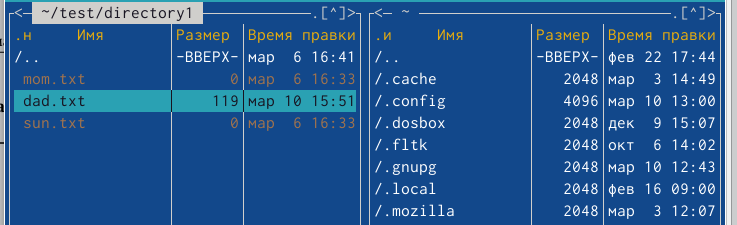 <─ ~/test/directory1 ─.[^]>
.н Имя Размер Время правки
/.. -ВВЕРХ- мар 6 16:41
mom.txt 0 мар 6 16:33
dad.txt 119 мар 10 15:51
sun.txt 0 мар 6 16:33
<─ ~ ─.[^]>
.и Имя Размер Время правки
/.. -ВВЕРХ- фев 22 17:44
/.cache 2048 мар 3 14:49
/.config 4096 мар 10 13:00
/.dosbox 2048 дек 9 15:07
/.fltk 2048 окт 6 14:02
/.gnupg 2048 мар 10 12:43
/.local 2048 фев 16 09:00
/.mozilla 2048 мар 3 12:07